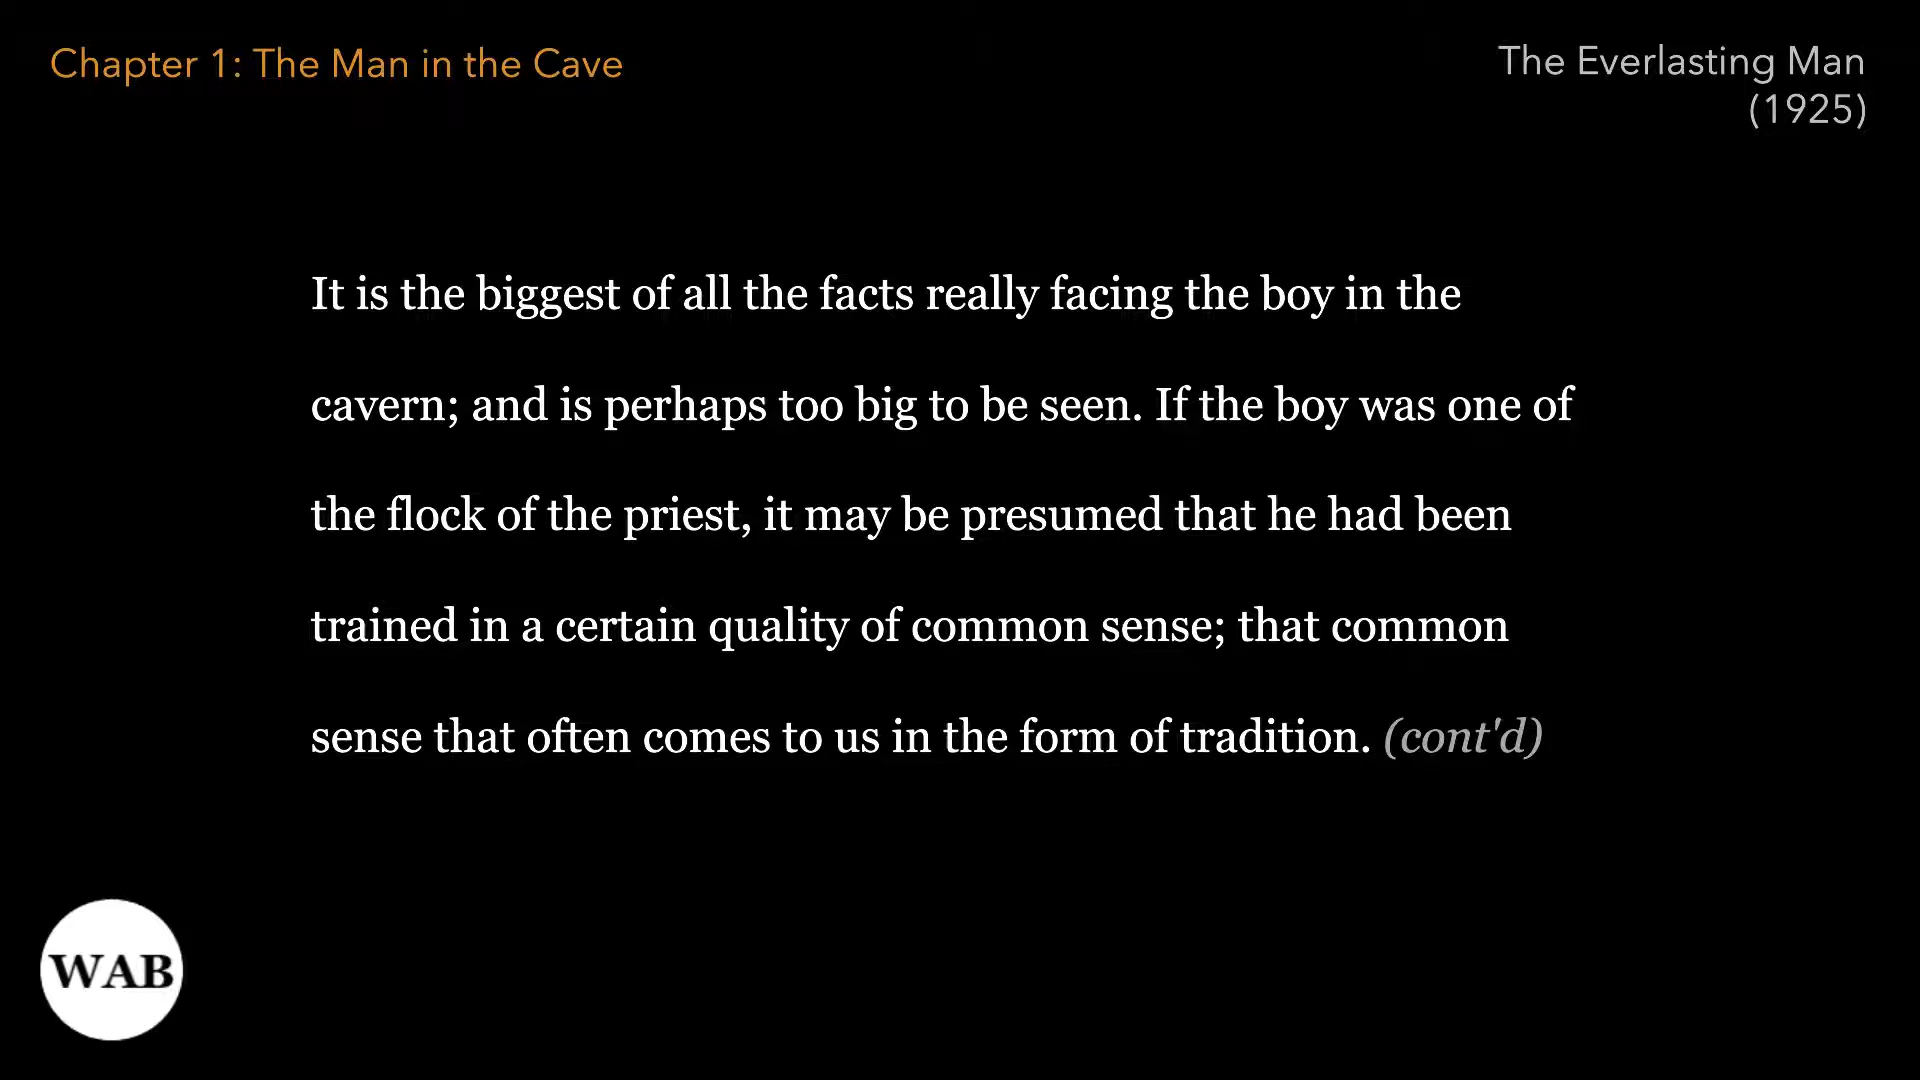 Chapter 1: The Man in the Cave
The Everlasting Man
(1925)
It is the biggest of all the facts really facing the boy in the
cavern; and is perhaps too big to be seen. If the boy was one of
the flock of the priest, it may be presumed that he had been
trained in a certain quality of common sense; that common
sense that often comes to us in the form of tradition. (cont'd)
WAB